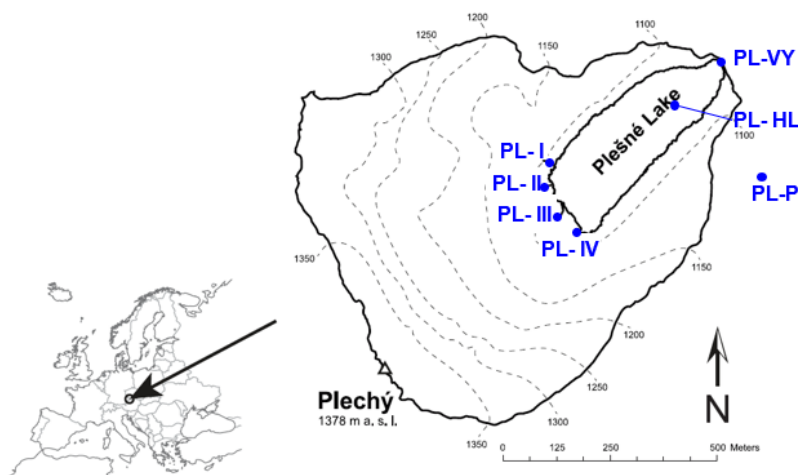 1200
1250
1300
1150
1100
PL-VY
Plešné Lake
PL- HL
1100
PL- I
PL- II
PL-P
PL- III
PL- IV
1350
1150
1200
Plechý
1378 m a. s. l.
1250
1300
1350
N
0 125 250 500 Meters